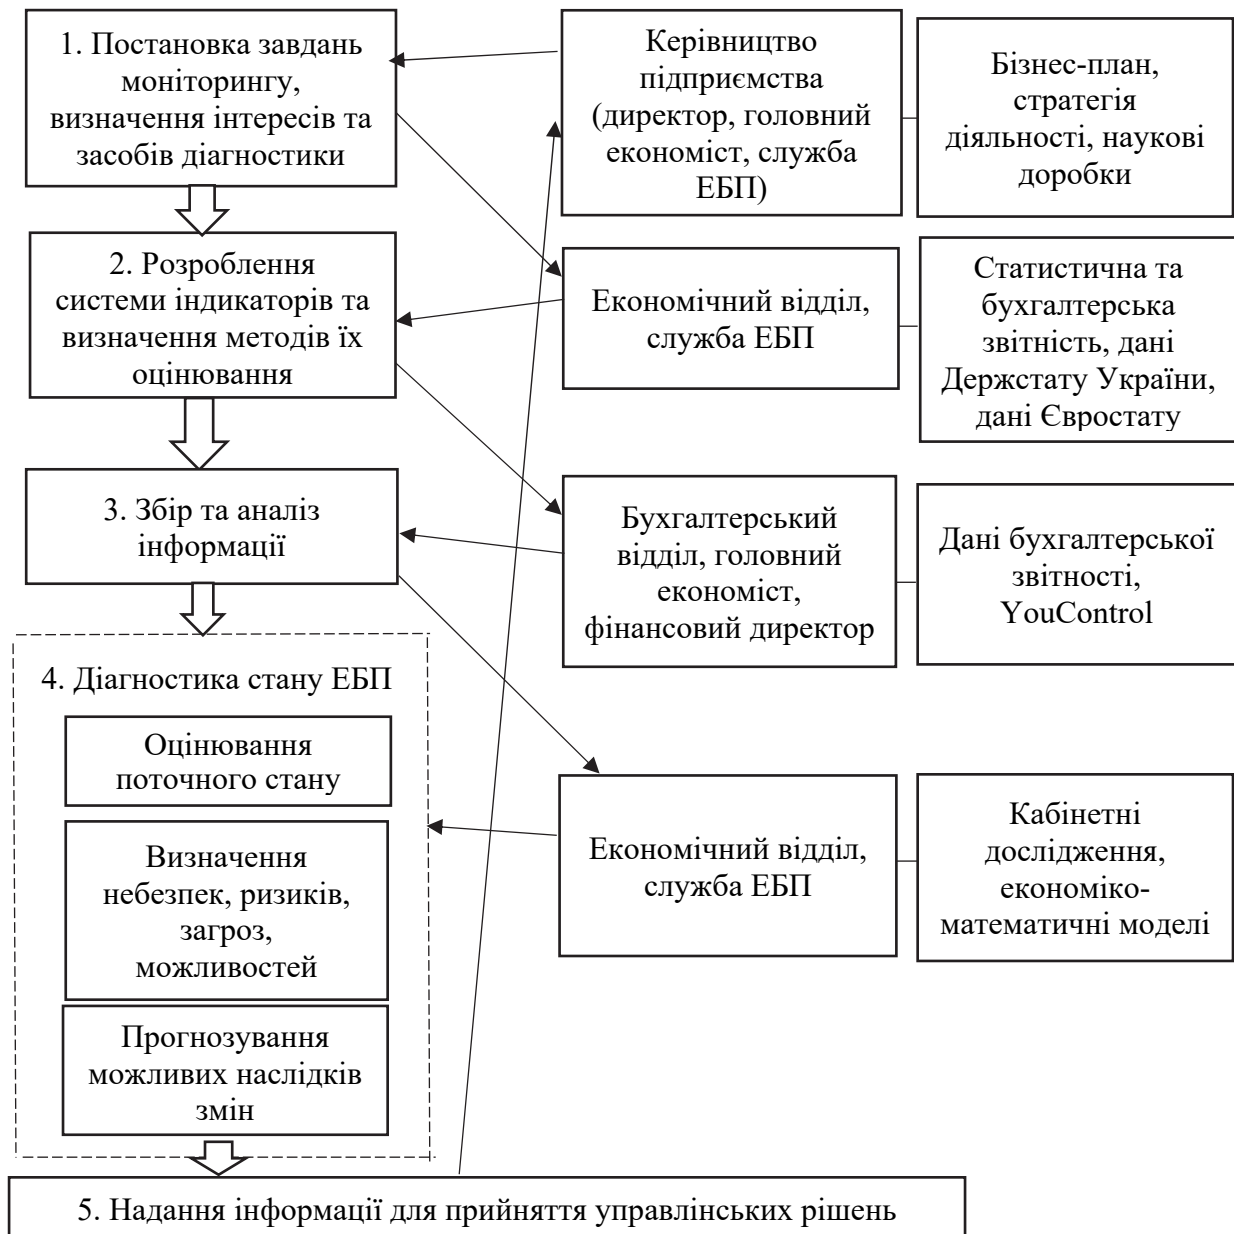 1. Постановка завдань
моніторингу,
визначення інтересів та
засобів діагностики
Керівництво
підприємства
(директор, головний
економіст, служба
ЕБП)
Бізнес-план,
стратегія
діяльності, наукові
доробки
2. Розроблення
системи індикаторів та
визначення методів їх
оцінювання
Економічний відділ,
служба ЕБП
Статистична та
бухгалтерська
звітність, дані
Держстату України,
дані Євростату
3. Збір та аналіз
інформації
Бухгалтерський
відділ, головний
економіст,
фінансовий директор
Дані бухгалтерської
звітності,
YouControl
4. Діагностика стану ЕБП
Оцінювання
поточного стану
Визначення
небезпек, ризиків,
загроз,
можливостей
Прогнозування
можливих наслідків
змін
Економічний відділ,
служба ЕБП
Кабінетні
дослідження,
економіко-
математичні моделі
5. Надання інформації для прийняття управлінських рішень